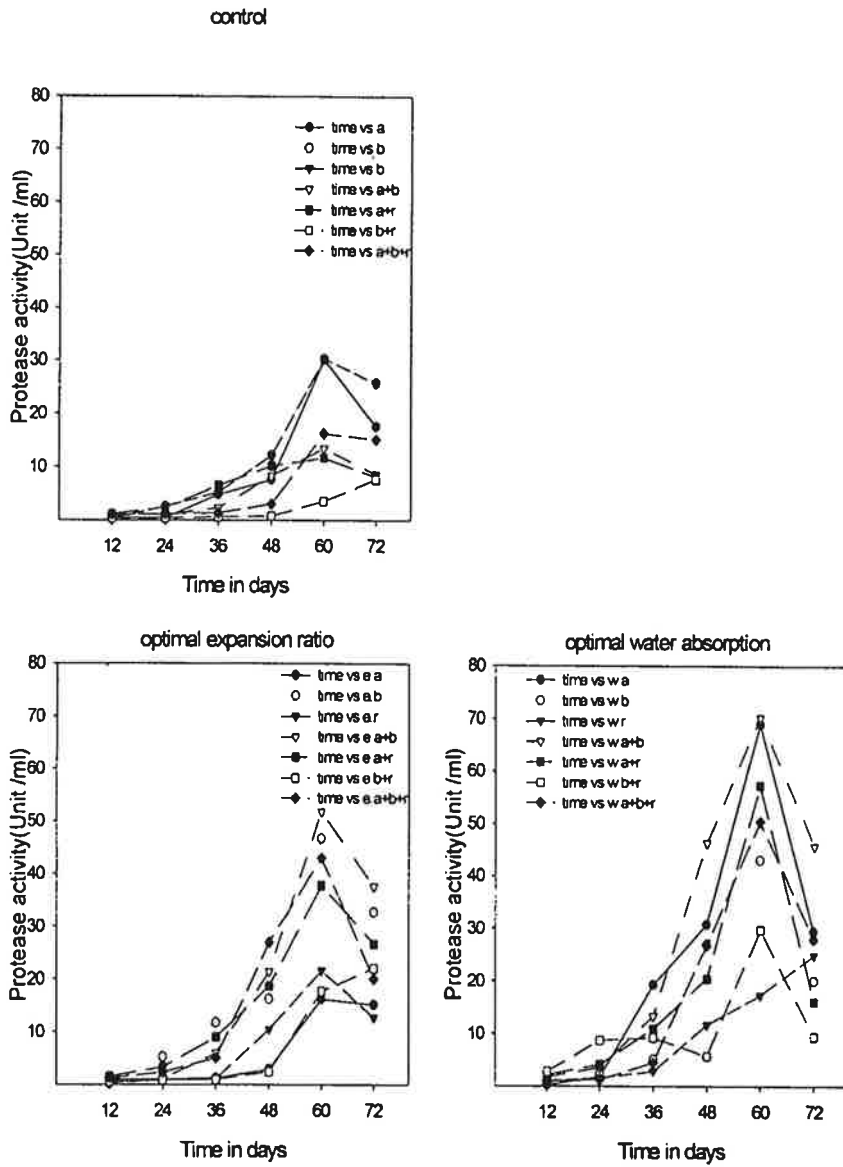 control
80
70
60
50
40
30
20
10
Protease activity(Unit /ml)
time vs a
time vs b
time vs b
time vs a+b
time vs a+r
time vs b+r
time vs a+b+r
12 24 36 48 60 72
Time in days
optimal expansion ratio
80
70
60
50
40
30
20
10
Protease activity(Unit /ml)
time vs e a
time vs e.b
time vs e.r
time vs e a+b
time vs e a+r
time vs e b+r
time vs e.a+b+r
12 24 36 48 60 72
Time in days
optimal water absorption
80
70
60
50
40
30
20
10
Protease activity(Unit /ml)
time vs w a
time vs w b
time vs w r
time vs w a+b
time vs w a+r
time vs w b+r
time vs w a+b+r
12 24 36 48 60 72
Time in days